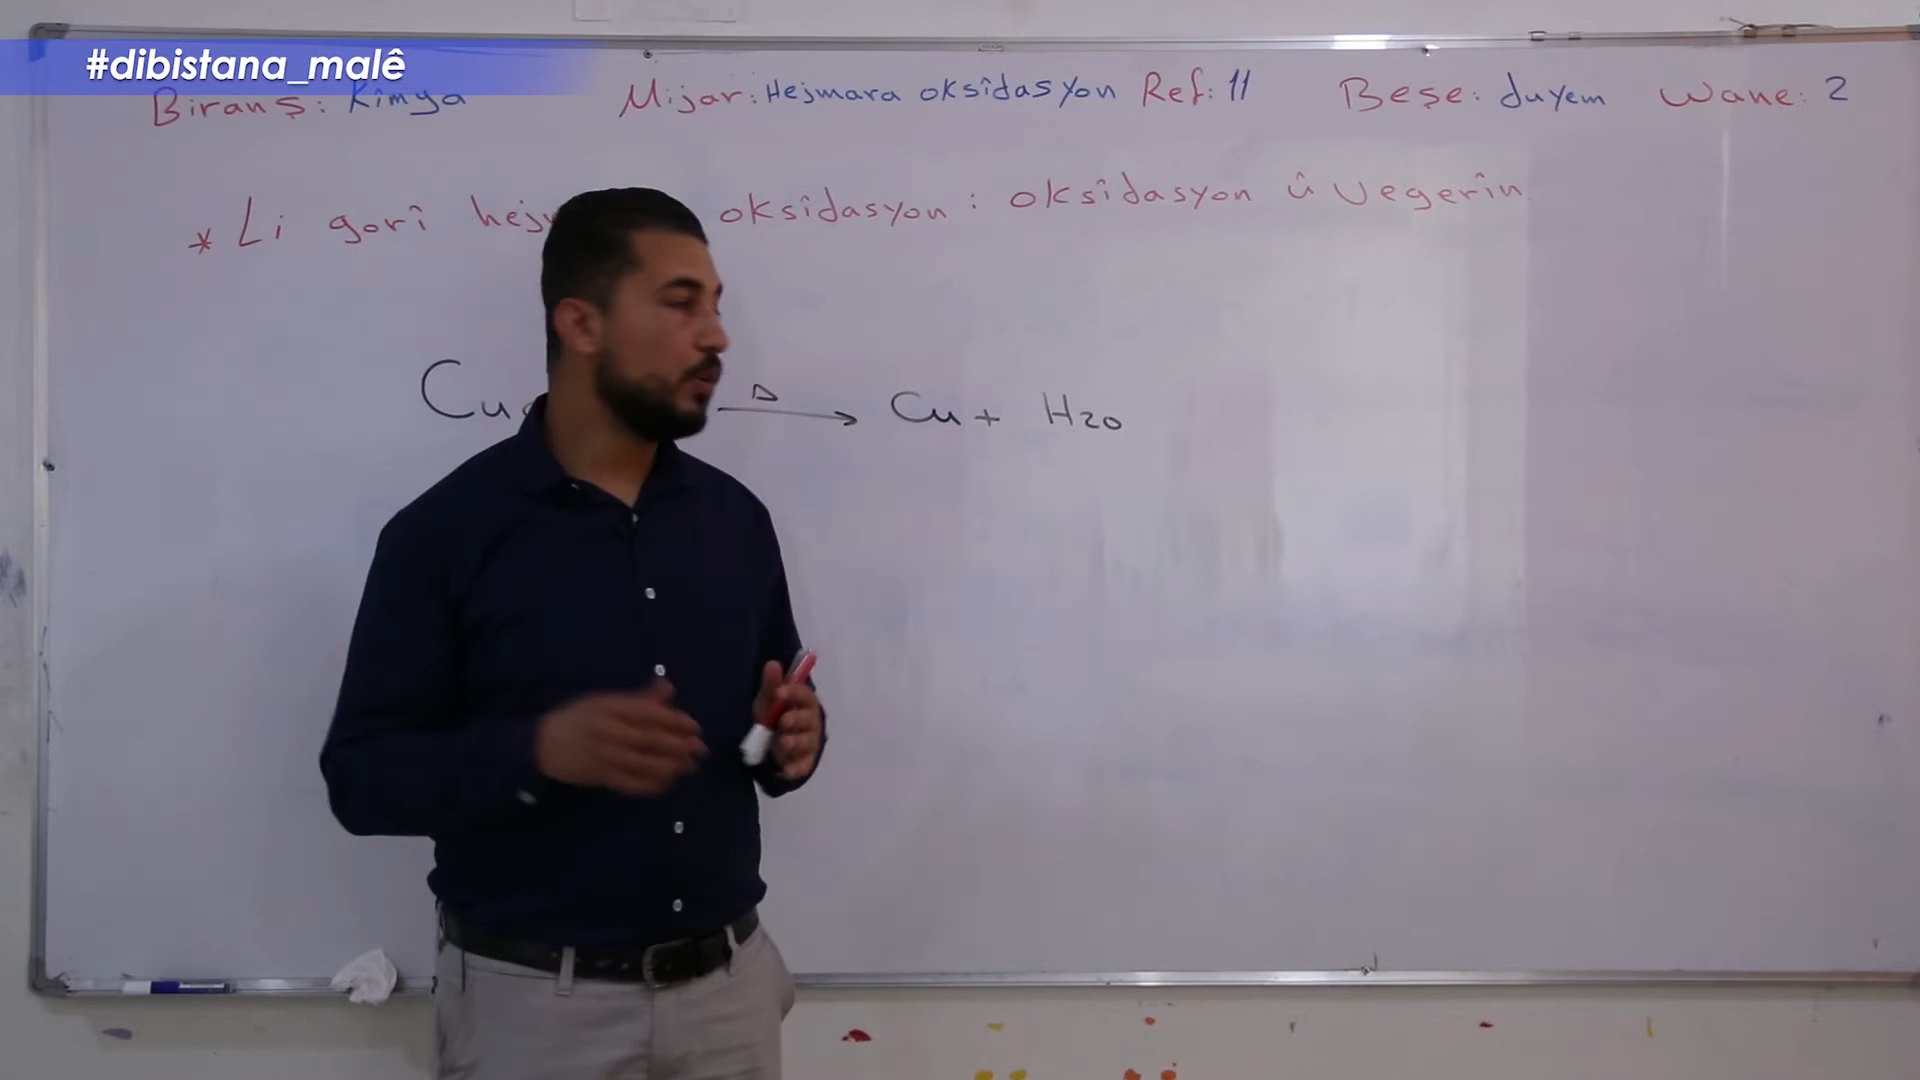 #dibistana_malê
Biranş: Kîmya Mijar: Hejmara oksîdasyon Ref: 11 Beşe: duyem Wane: 2
* Li gorî oksîdasyon: oksîdasyon û vegerîn
Δ
Cu → Cu + H2O